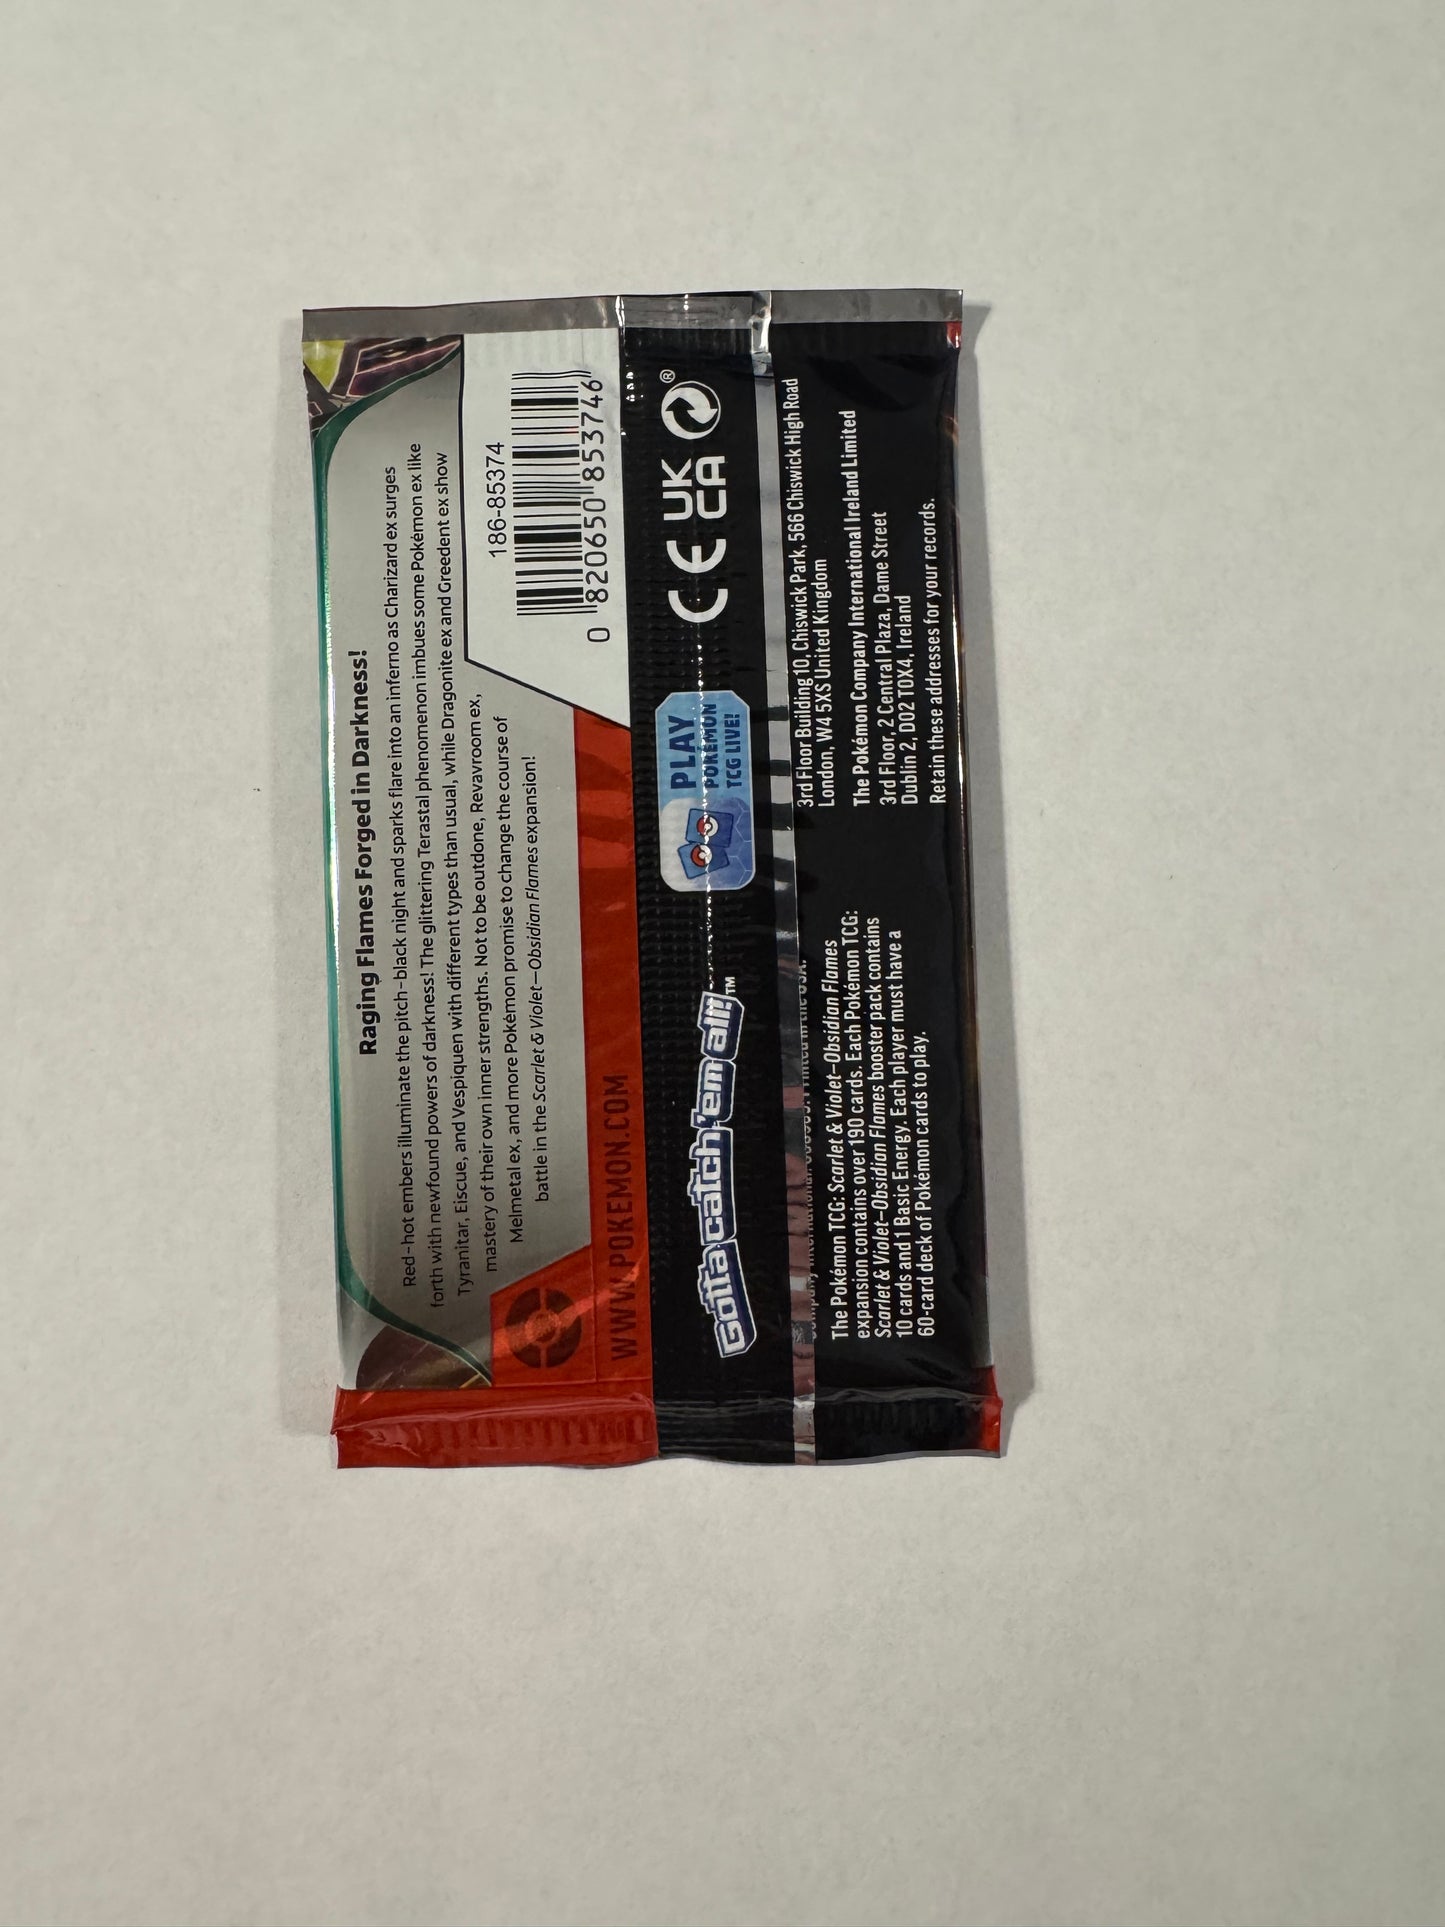 Raging Flames Forged in Darkness!
Red-hot embers illuminate the pitch-black night and sparks flare into an inferno as Charizard ex surges
forth with newfound powers of darkness! The glittering Terastal phenomenon imbues some Pokémon ex like
Tyranitar, Eiscue, and Vespiquen with different types than usual, while Dragonite ex and Greedent ex show
mastery of their own inner strengths. Not to be outdone, Revavroom ex,
Melmetal ex, and more Pokémon promise to change the course of
battle in the Scarlet & Violet—Obsidian Flames expansion!
186-85374
0 820650 853746
WWW.POKEMON.COM
Gotta catch 'em all!™
PLAY
POKÉMON
TCG LIVE!
CE
UK
CA
®
Printed in the USA.
The Pokémon TCG: Scarlet & Violet—Obsidian Flames
expansion contains over 190 cards. Each Pokémon TCG:
Scarlet & Violet—Obsidian Flames booster pack contains
10 cards and 1 Basic Energy. Each player must have a
60-card deck of Pokémon cards to play.
3rd Floor Building 10, Chiswick Park, 566 Chiswick High Road
London, W4 5XS United Kingdom
The Pokémon Company International Ireland Limited
3rd Floor, 2 Central Plaza, Dame Street
Dublin 2, D02 T0X4, Ireland
Retain these addresses for your records.